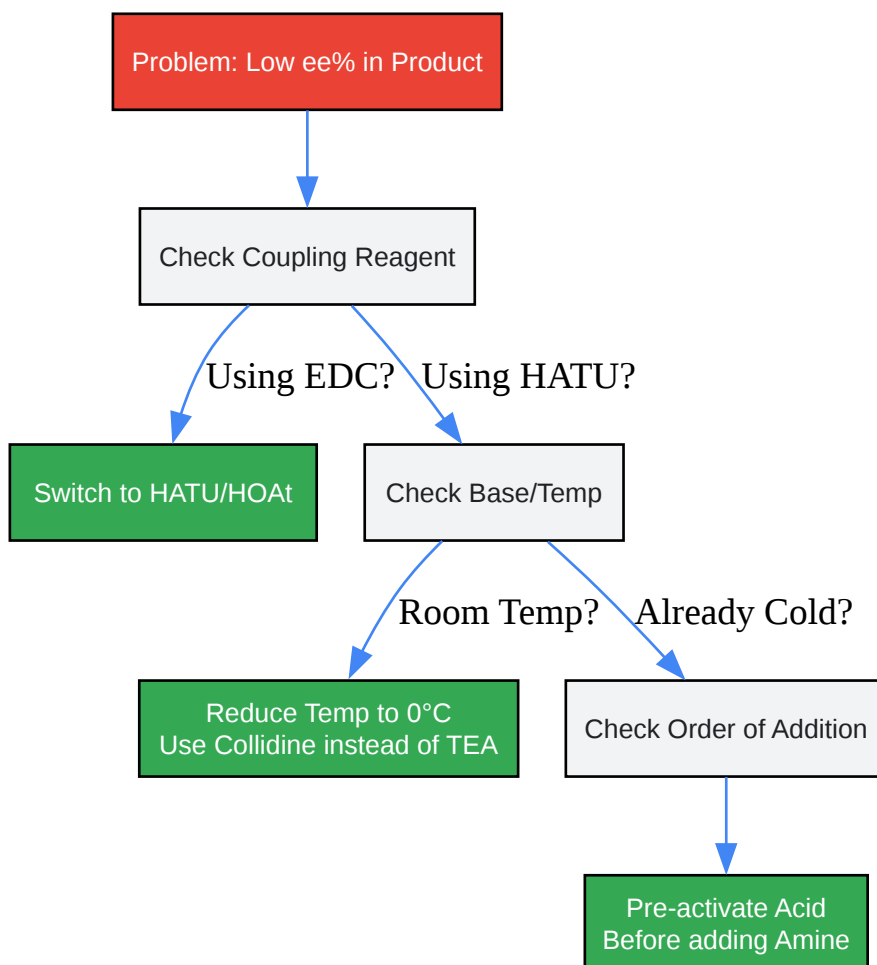 Problem: Low ee% in Product
Check Coupling Reagent
Using EDC?
Using HATU?
Switch to HATU/HOAt
Check Base/Temp
Room Temp?
Already Cold?
Reduce Temp to 0°C
Use Collidine instead of TEA
Check Order of Addition
Pre-activate Acid
Before adding Amine